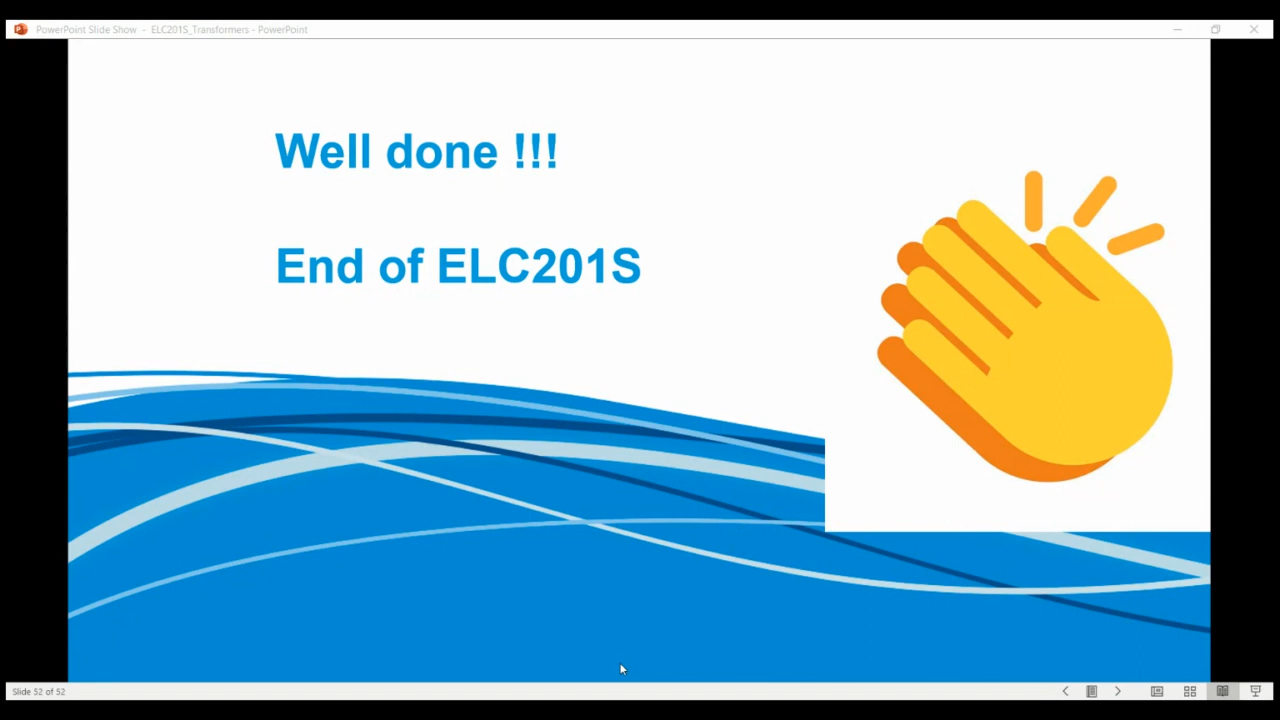 PowerPoint Slide Show - ELC201S_Transformers - PowerPoint
Well done !!!
End of ELC201S
Slide 52 of 52